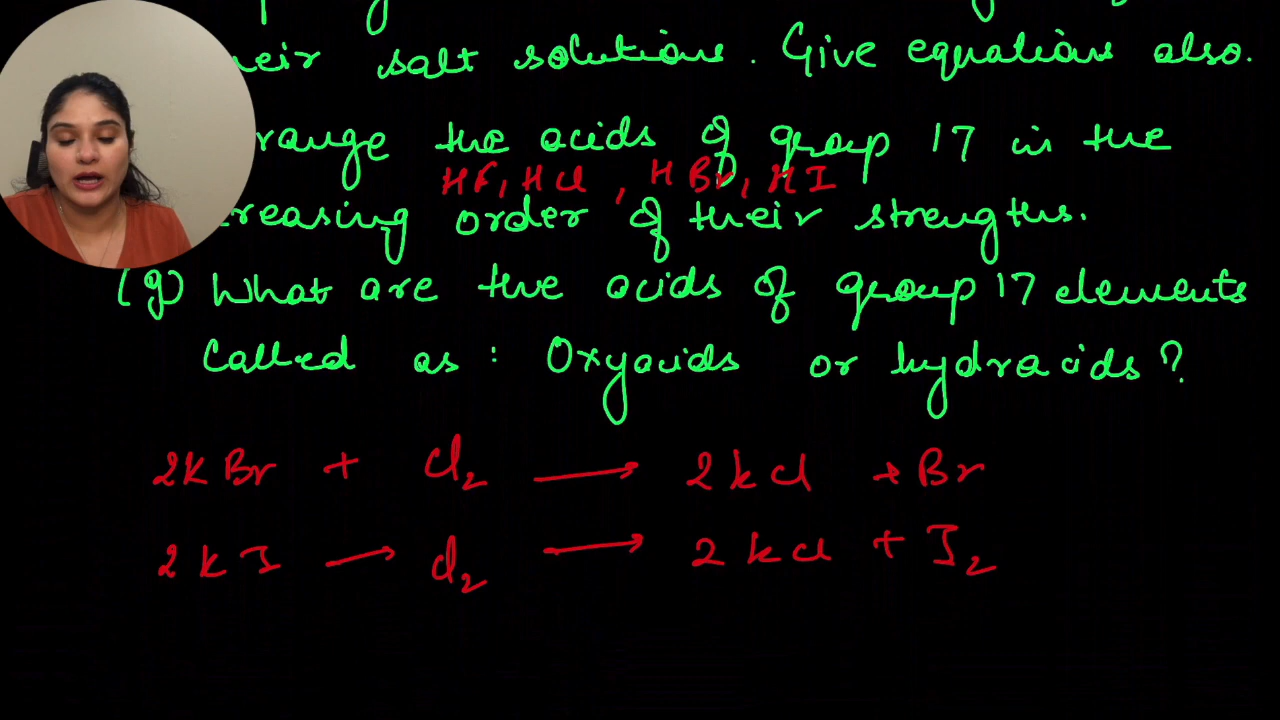 their salt solutions. Give equations also.
range the acids of group 17 in the
HF, HCl, HBr, HI
creasing order of their strengths.
(g) What are the acids of group 17 elements
called as : Oxyacids or hydracids?
2KBr + Cl₂ → 2KCl + Br
2KI → Cl₂ → 2KCl + I₂